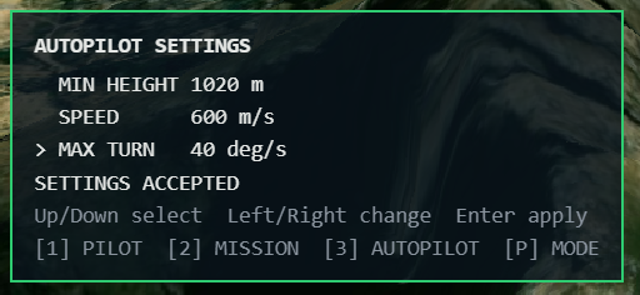 AUTOPILOT SETTINGS
MIN HEIGHT 1020 m
SPEED 600 m/s
> MAX TURN 40 deg/s
SETTINGS ACCEPTED
Up/Down select Left/Right change Enter apply
[1] PILOT [2] MISSION [3] AUTOPILOT [P] MODE